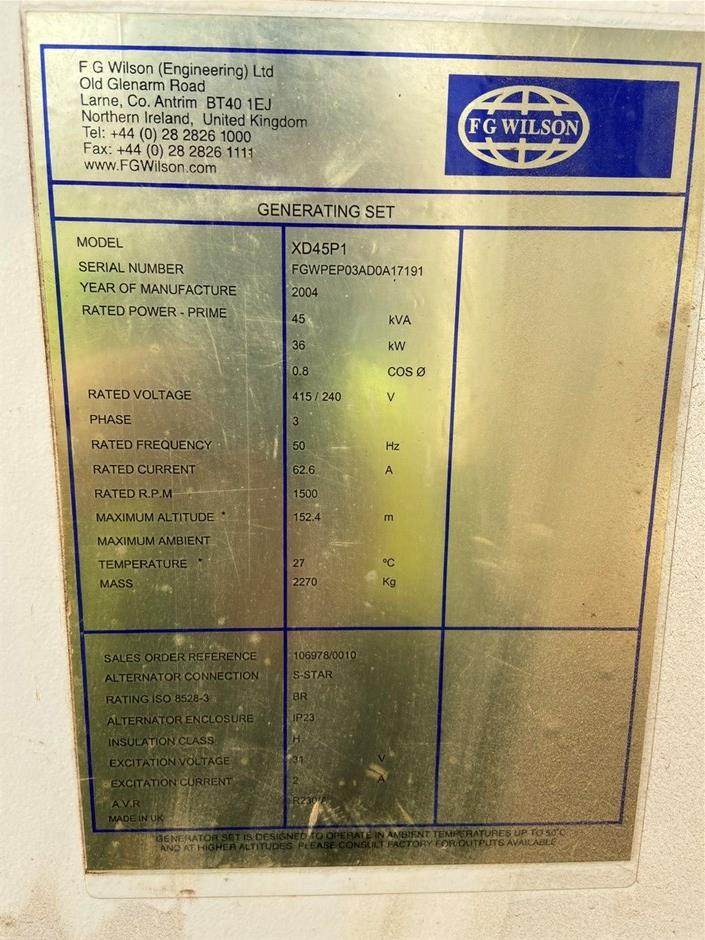 F G Wilson (Engineering) Ltd
Old Glenarm Road
Larne, Co. Antrim BT40 1EJ
Northern Ireland, United Kingdom
Tel: +44 (0) 28 2826 1000
Fax: +44 (0) 28 2826 1111
www.FGWilson.com
FG WILSON
GENERATING SET
MODEL XD45P1
SERIAL NUMBER FGWPEP03AD0A17191
YEAR OF MANUFACTURE 2004
RATED POWER - PRIME 45 kVA
36 kW
0.8 COS Ø
RATED VOLTAGE 415 / 240 V
PHASE 3
RATED FREQUENCY 50 Hz
RATED CURRENT 62.6 A
RATED R.P.M 1500
MAXIMUM ALTITUDE * 152.4 m
MAXIMUM AMBIENT
TEMPERATURE * 27 ºC
MASS 2270 Kg
SALES ORDER REFERENCE 106978/0010
ALTERNATOR CONNECTION S-STAR
RATING ISO 8528-3 BR
ALTERNATOR ENCLOSURE IP23
INSULATION CLASS H
EXCITATION VOLTAGE 31 V
EXCITATION CURRENT 2 A
A.V.R
MADE IN UK
GENERATOR SET IS DESIGNED TO OPERATE IN AMBIENT TEMPERATURES UP TO 50°C
AND AT HIGHER ALTITUDES. PLEASE CONSULT FACTORY FOR OUTPUTS AVAILABLE